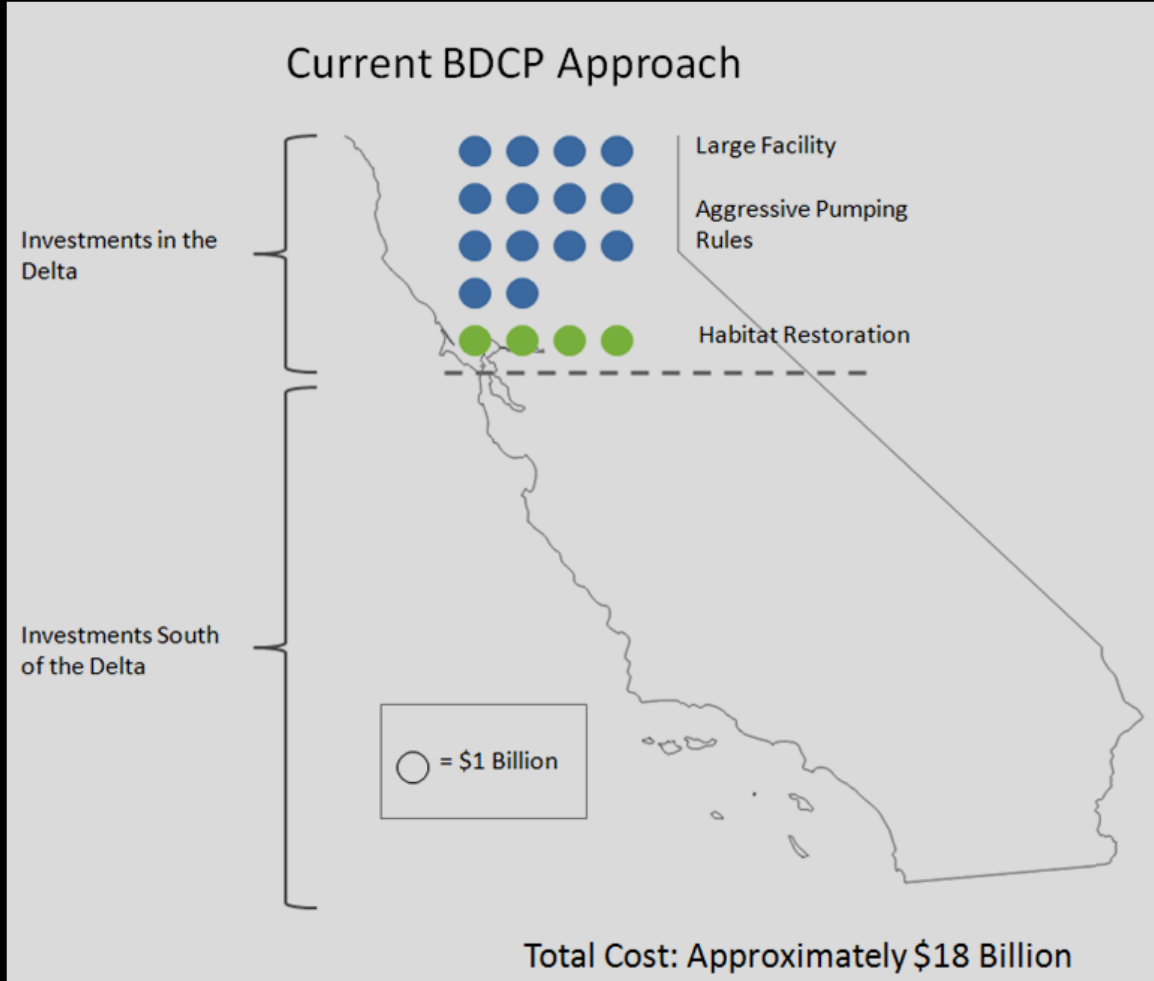 Current BDCP Approach
Large Facility
Aggressive Pumping
Rules
Investments in the
Delta
Habitat Restoration
Investments South
of the Delta
= $1 Billion
Total Cost: Approximately $18 Billion